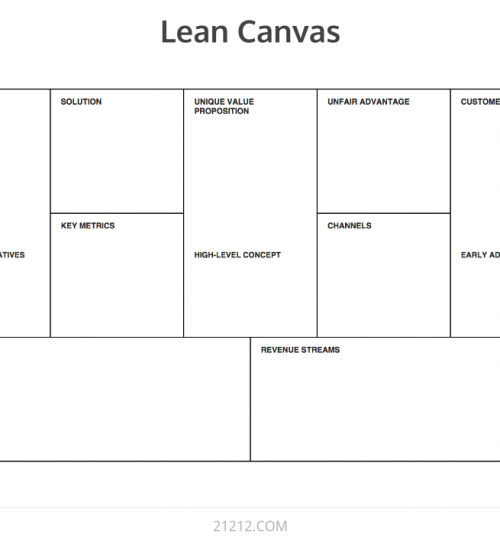 Lean Canvas
SOLUTION
UNIQUE VALUE
PROPOSITION
UNFAIR ADVANTAGE
CUSTOME
KEY METRICS
CHANNELS
ATIVES
HIGH-LEVEL CONCEPT
EARLY AD
REVENUE STREAMS
21212.COM